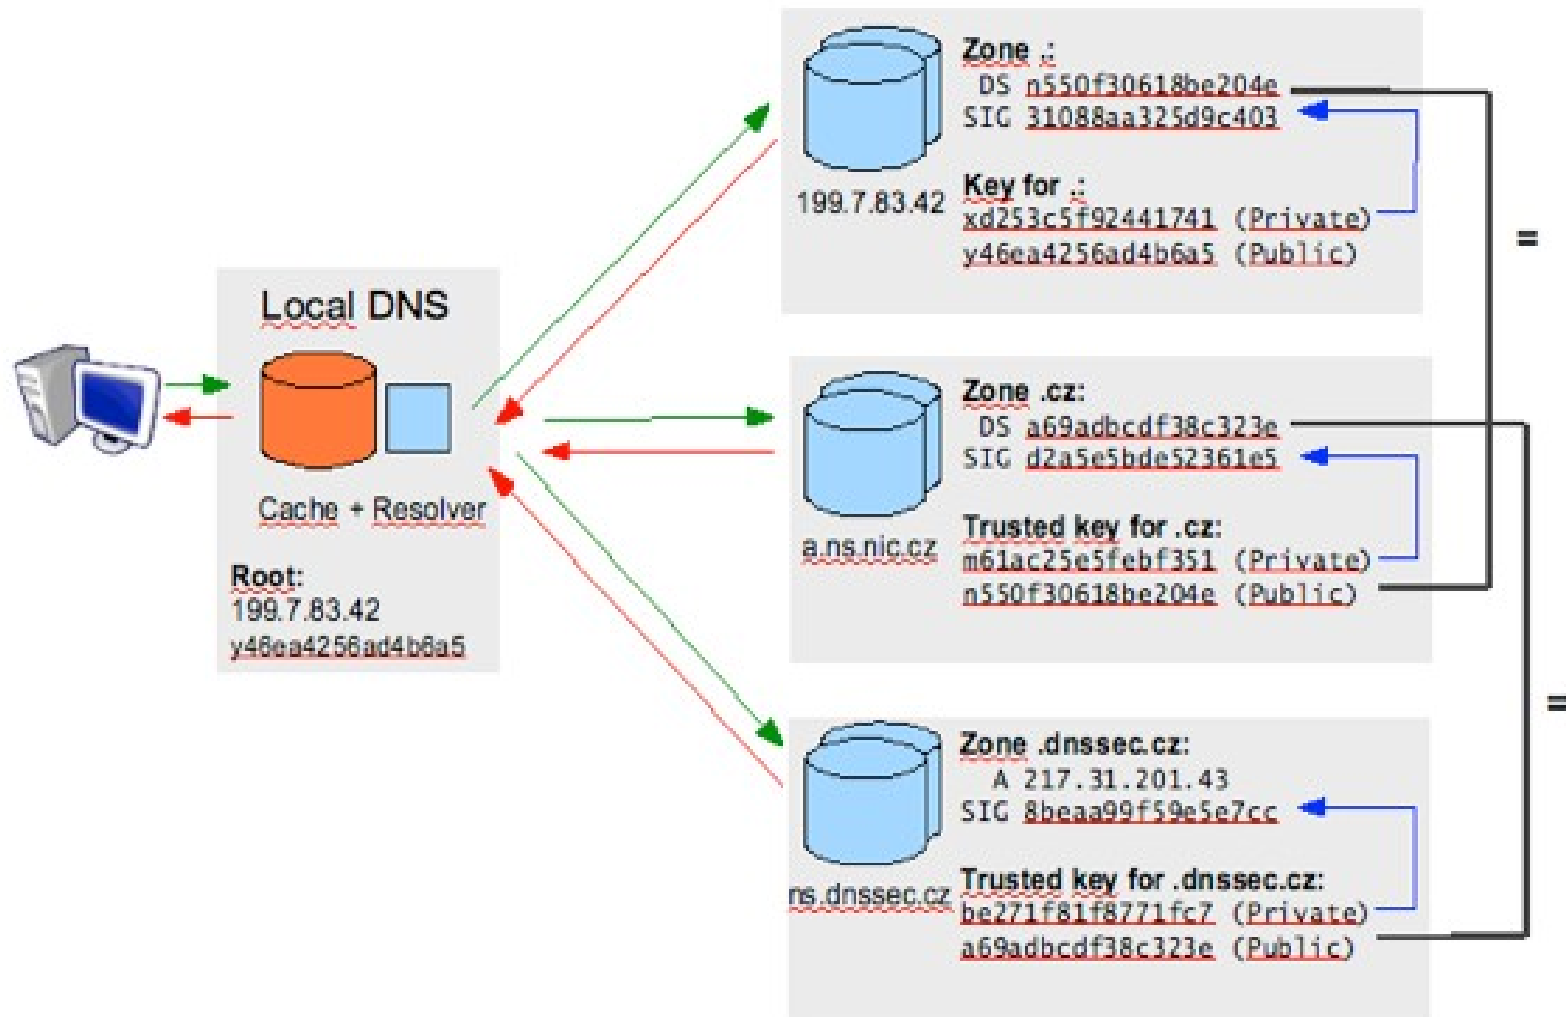 Local DNS
Cache + Resolver
Root:
199.7.83.42
y46ea4256ad4b6a5
199.7.83.42
Zone .:
DS n550f30618be204e
SIG 31088aa325d9c403
Key for .:
xd253c5f92441741 (Private)
y46ea4256ad4b6a5 (Public)
=
a.ns.nic.cz
Zone .cz:
DS a69adbcdf38c323e
SIG d2a5e5bde52361e5
Trusted key for .cz:
m61ac25e5febf351 (Private)
n550f30618be204e (Public)
=
ns.dnssec.cz
Zone .dnssec.cz:
A 217.31.201.43
SIG 8beaa99f59e5e7cc
Trusted key for .dnssec.cz:
be271f81f8771fc7 (Private)
a69adbcdf38c323e (Public)